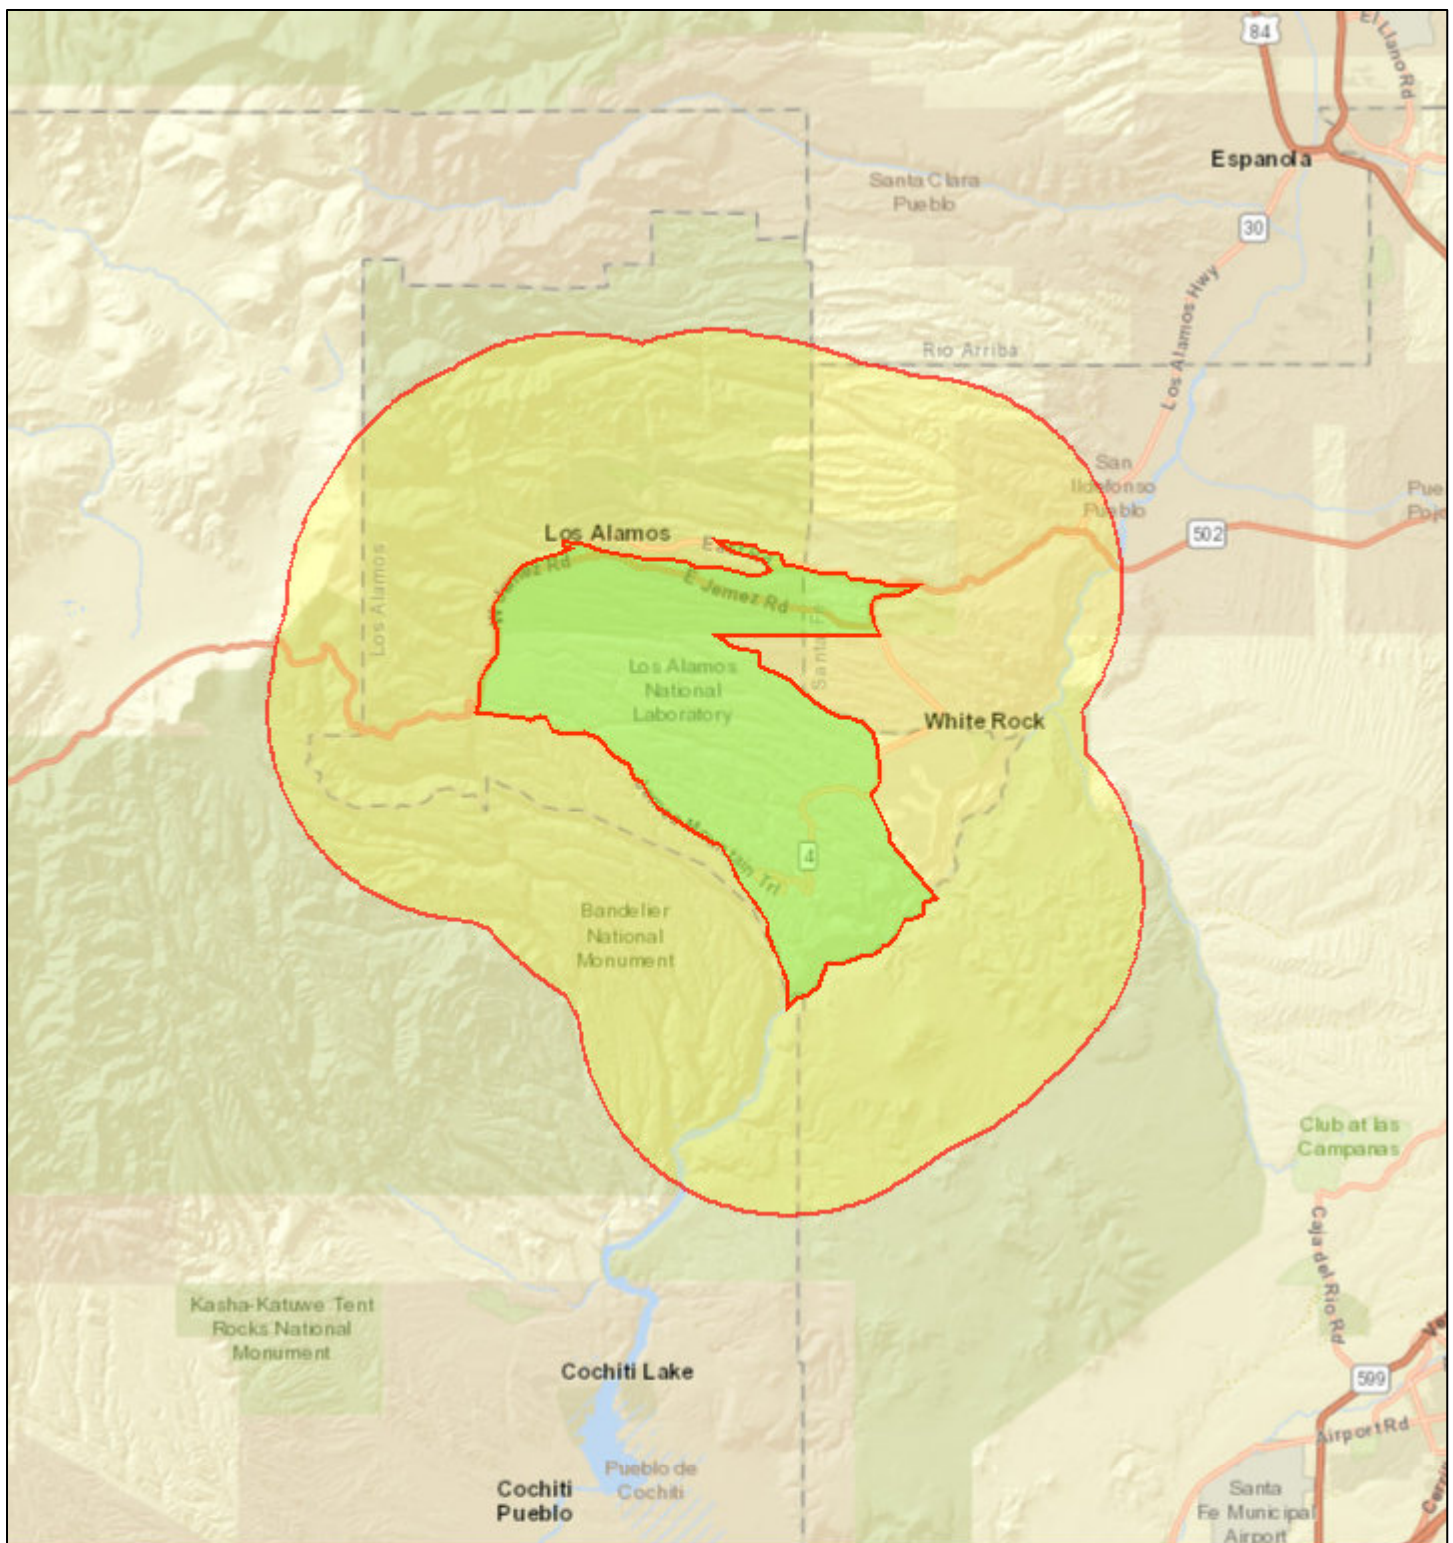 84
El Llano Rd
Espanola
Santa Clara
Pueblo
30
Los Alamos Hwy
Rio Arriba
San
Ildefonso
Pueblo
Pue
Pojo
502
Los Alamos
E Jemez Rd
Los Alamos
Santa F
Los Alamos
National
Laboratory
White Rock
4
Bandelier
National
Monument
Club at las
Campanas
Caja del Rio Rd
Kasha-Katuwe Tent
Rocks National
Monument
Cochiti Lake
599
Airport Rd
Pueblo de
Cochiti
Cochiti
Pueblo
Santa
Fe Municipal
Airport
Cerri